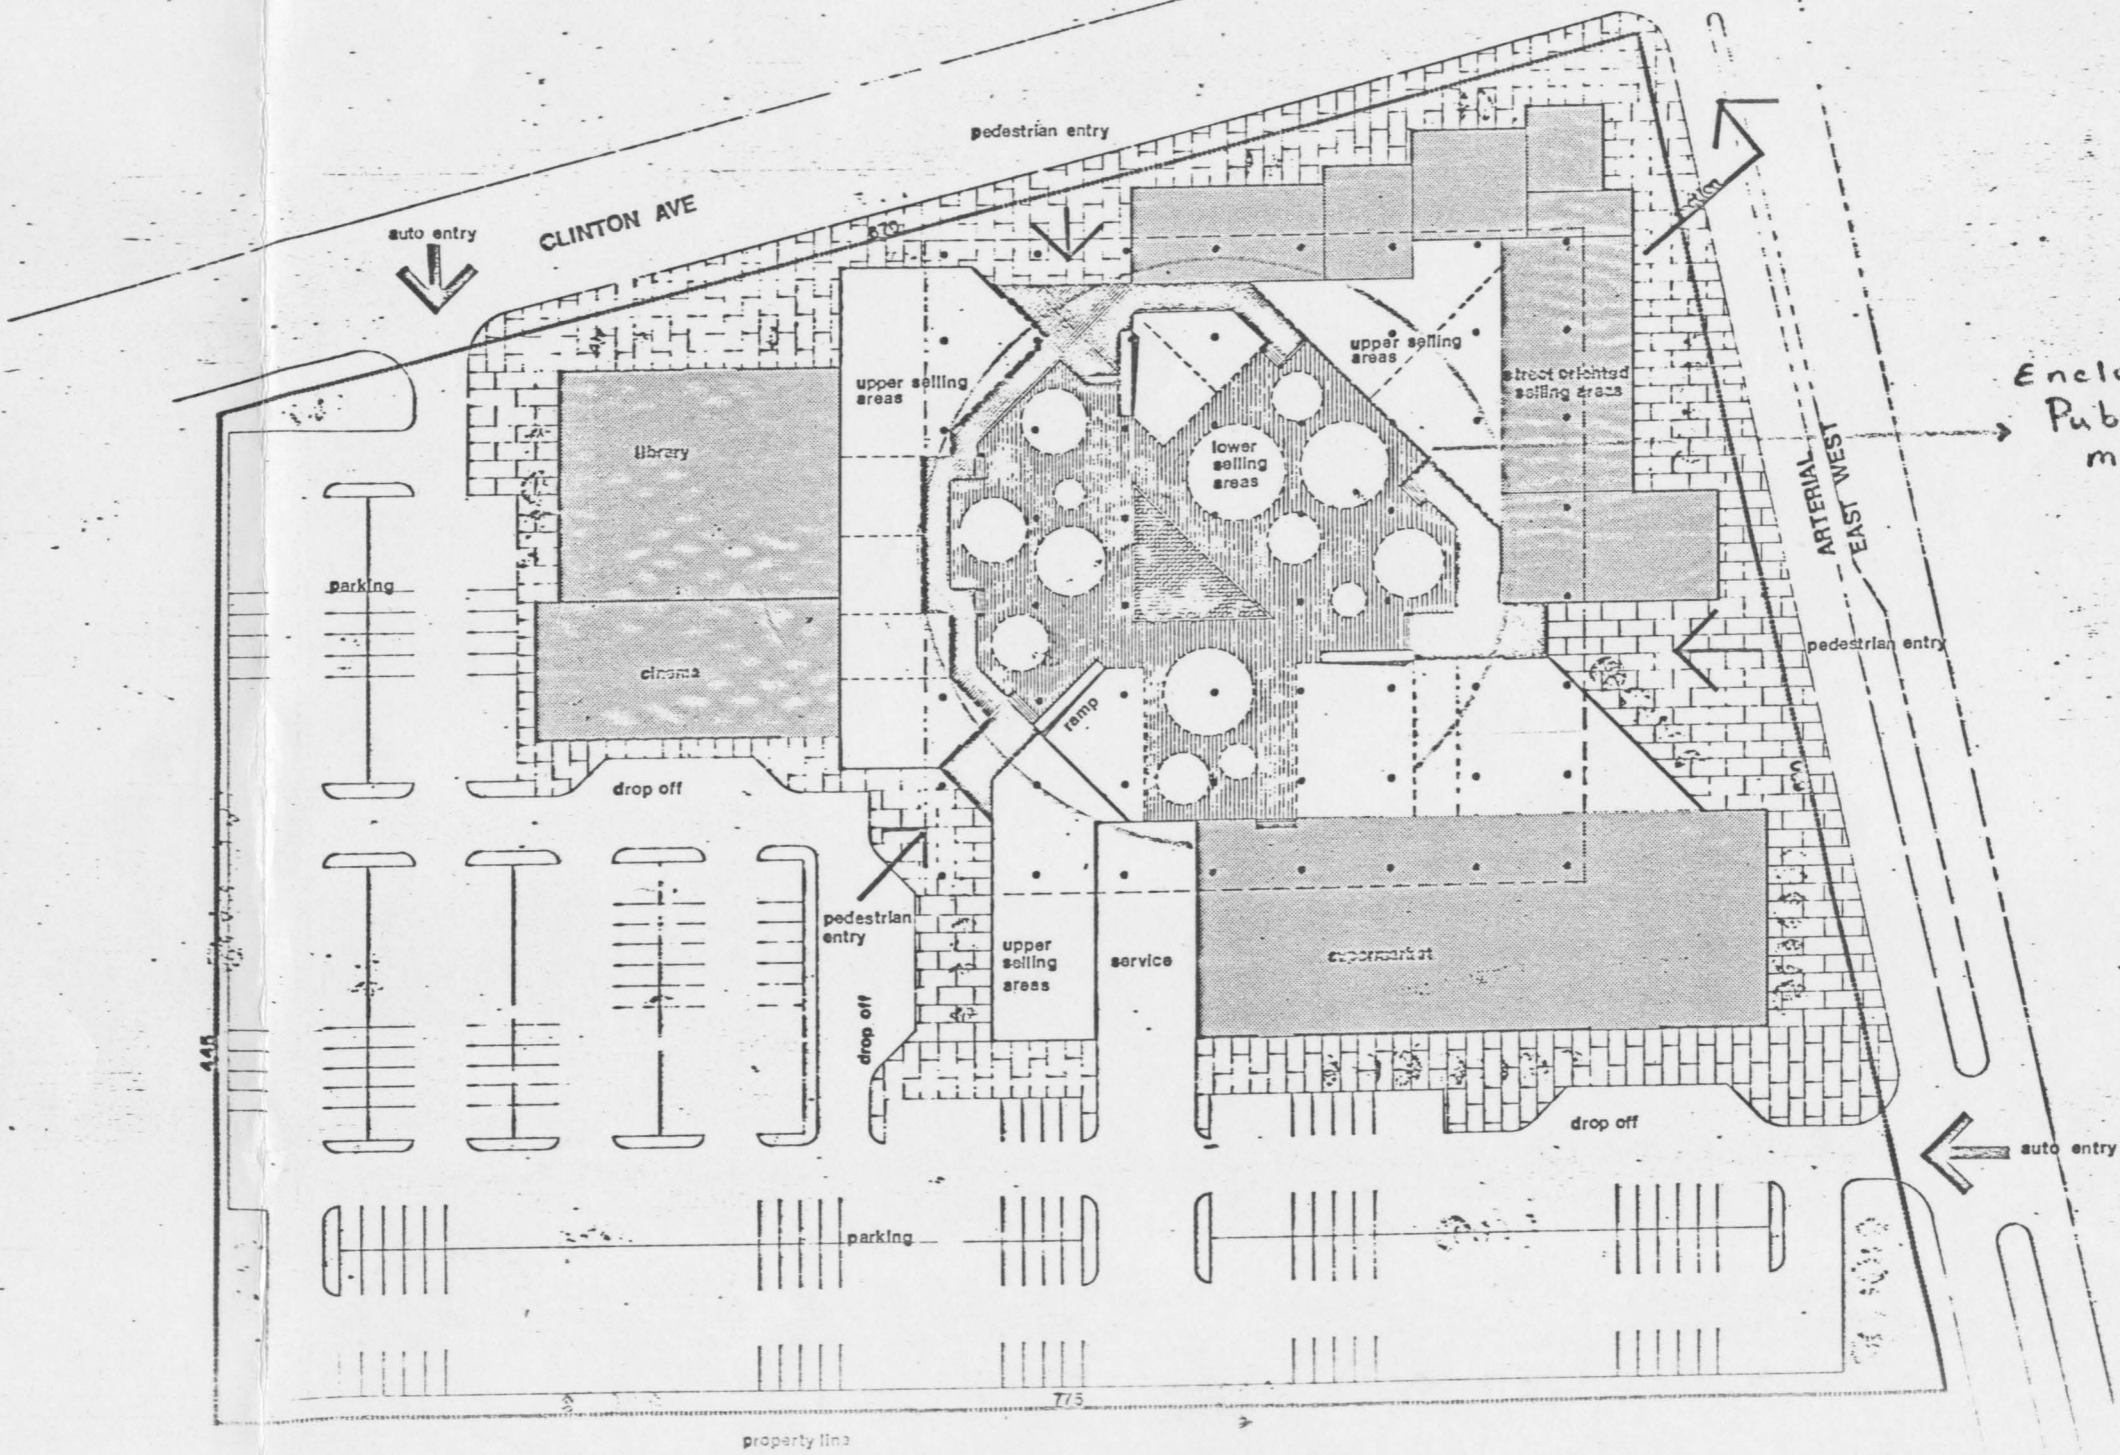 pedestrian entry
CLINTON AVE
auto entry
670
upper selling
areas
upper selling
areas
street oriented
selling areas
library
lower
selling
areas
ARTERIAL
EAST WEST
parking
cinema
pedestrian entry
ramp
drop off
pedestrian
entry
upper
selling
areas
service
supermarket
drop off
445
drop off
auto entry
parking
775
property line